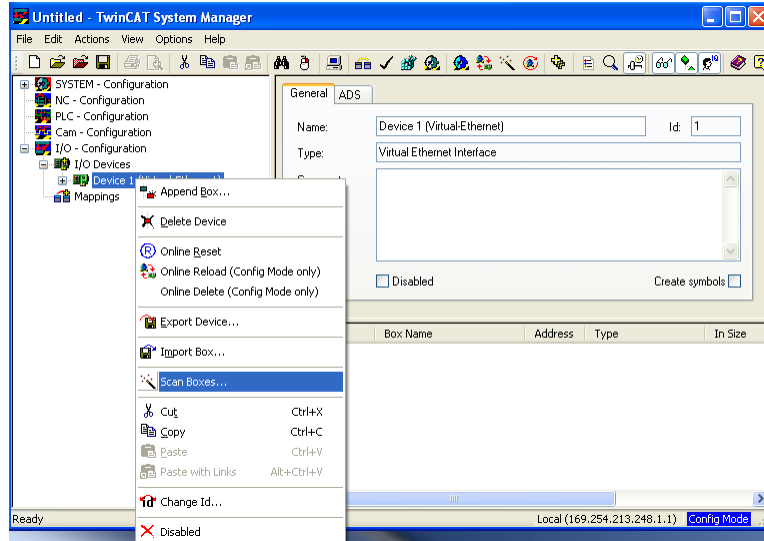 Untitled - TwinCAT System Manager
File Edit Actions View Options Help
SYSTEM - Configuration
NC - Configuration
PLC - Configuration
Cam - Configuration
I/O - Configuration
I/O Devices
Device 1 (Virtual-Ethernet)
Mappings
Append Box...
Delete Device
Online Reset
Online Reload (Config Mode only)
Online Delete (Config Mode only)
Export Device...
Import Box...
Scan Boxes...
Cut Ctrl+X
Copy Ctrl+C
Paste Ctrl+V
Paste with Links Alt+Ctrl+V
Change Id...
Disabled
General ADS
Name: Device 1 (Virtual-Ethernet) Id: 1
Type: Virtual Ethernet Interface
Disabled Create symbols
Box Name Address Type In Size
Ready Local (169.254.213.248.1.1) Config Mode